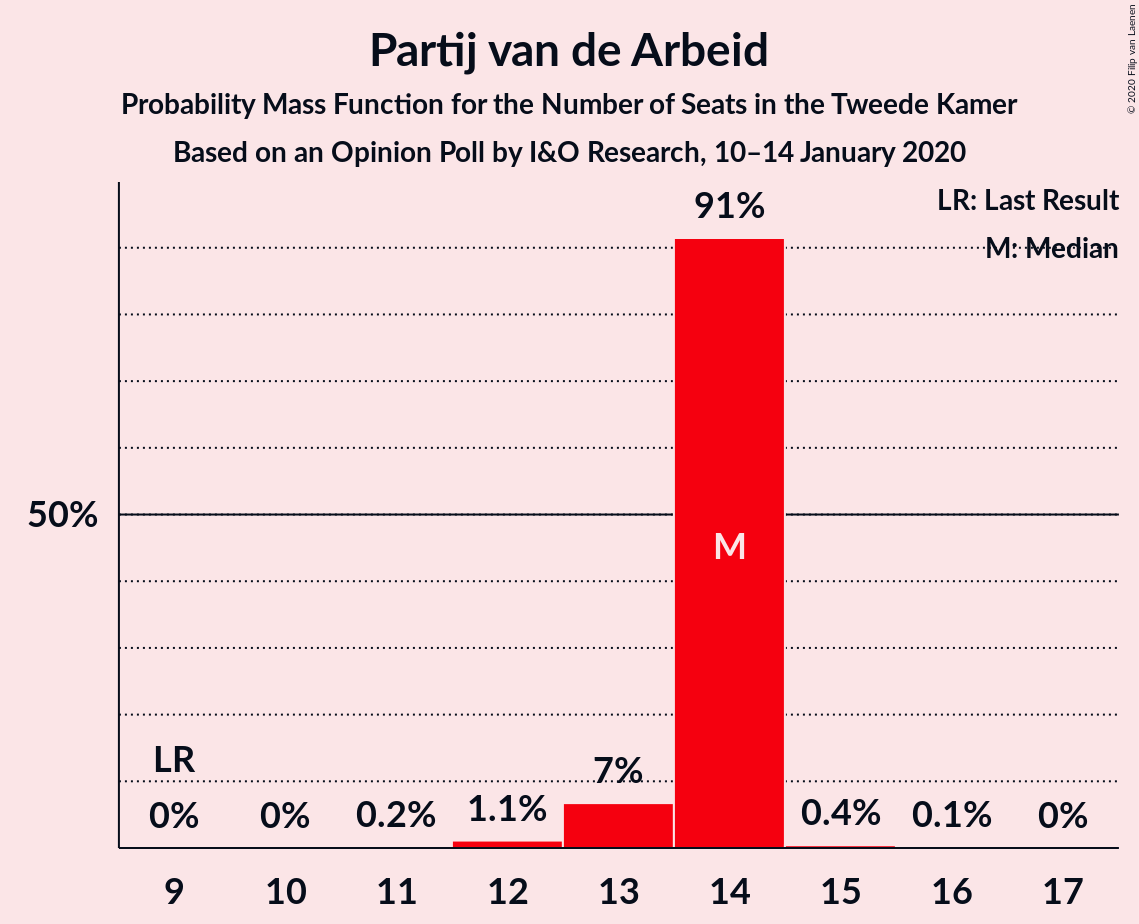 Partij van de Arbeid
Probability Mass Function for the Number of Seats in the Tweede Kamer
Based on an Opinion Poll by I&O Research, 10–14 January 2020
© 2020 Filip van Laenen
LR: Last Result
M: Median
91%
50%
M
LR
0%
0%
0.2%
1.1%
7%
0.4%
0.1%
0%
9 10 11 12 13 14 15 16 17